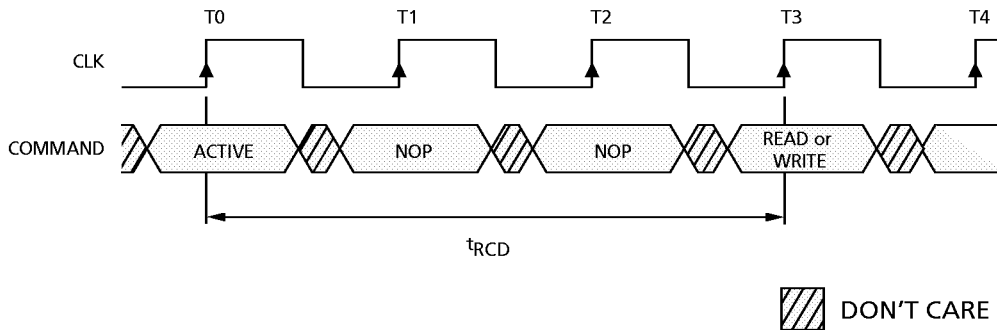 T0 T1 T2 T3 T4
CLK
COMMAND ACTIVE NOP NOP READ or
WRITE
tRCD
DON'T CARE